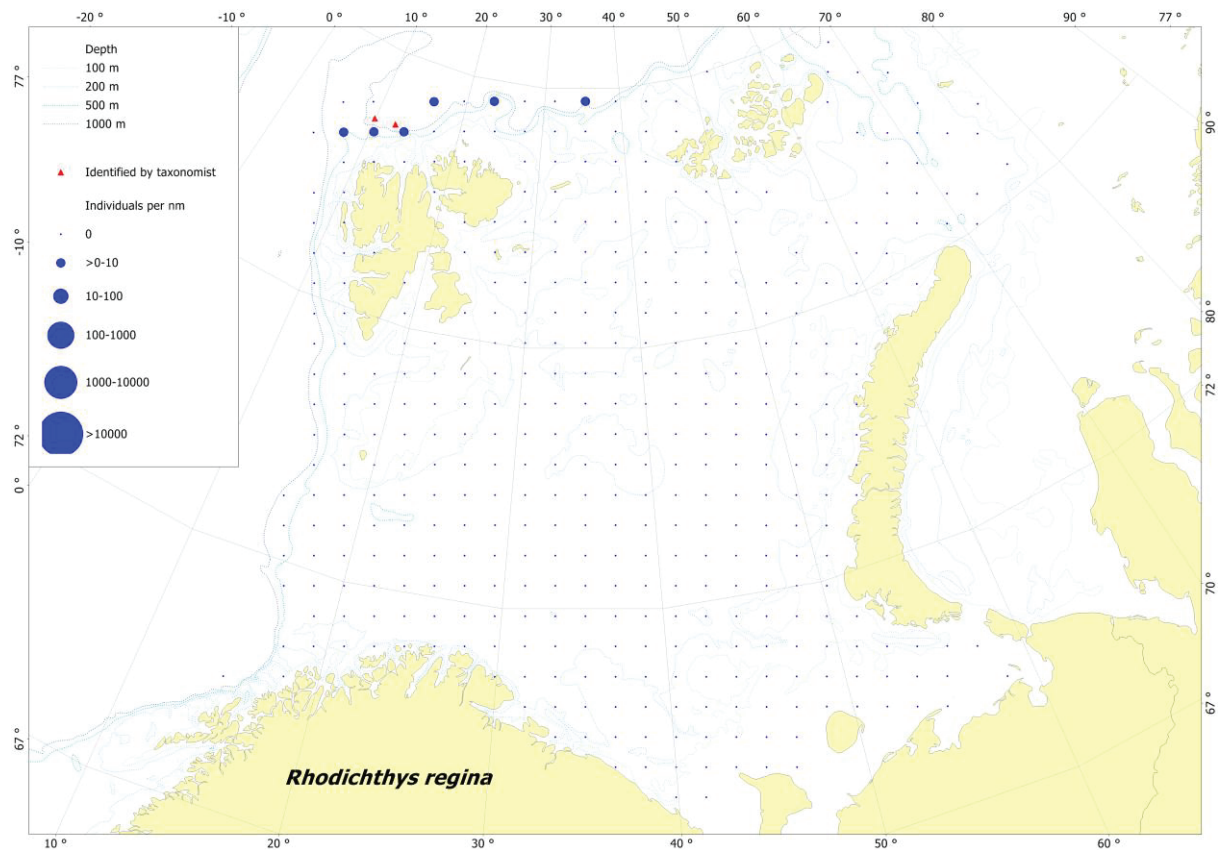 -20 ° -10 ° 0 ° 10 ° 20 ° 30 ° 40 ° 50 ° 60 ° 70 ° 80 ° 90 ° 77 °
Depth
100 m
200 m
500 m
1000 m
Identified by taxonomist
Individuals per nm
0
>0-10
10-100
100-1000
1000-10000
>10000
77 °
-10 °
72 °
0 °
67 °
90 °
80 °
72 °
70 °
67 °
Rhodichthys regina
10 ° 20 ° 30 ° 40 ° 50 ° 60 °